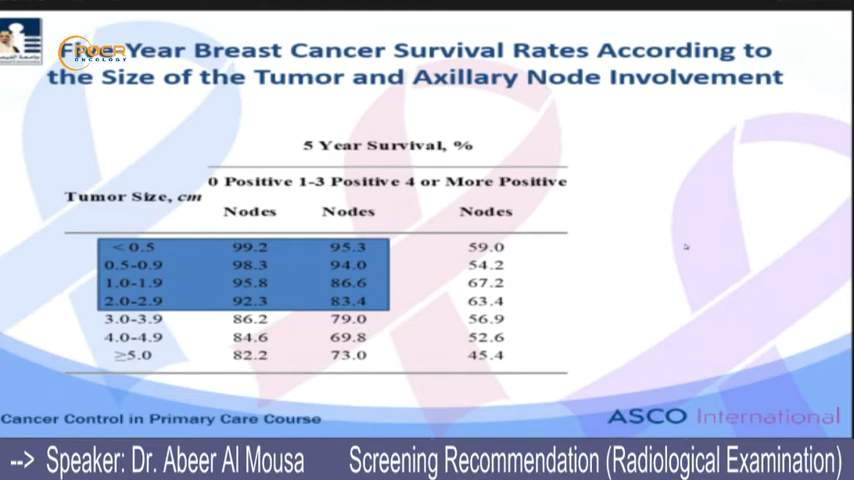 POER
ONCOLOGY
Five Year Breast Cancer Survival Rates According to
the Size of the Tumor and Axillary Node Involvement
5 Year Survival, %
Tumor Size, cm 0 Positive Nodes 1-3 Positive Nodes 4 or More Positive Nodes
< 0.5 99.2 95.3 59.0
0.5-0.9 98.3 94.0 54.2
1.0-1.9 95.8 86.6 67.2
2.0-2.9 92.3 83.4 63.4
3.0-3.9 86.2 79.0 56.9
4.0-4.9 84.6 69.8 52.6
≥5.0 82.2 73.0 45.4
Cancer Control in Primary Care Course
ASCO International
--> Speaker: Dr. Abeer Al Mousa Screening Recommendation (Radiological Examination)